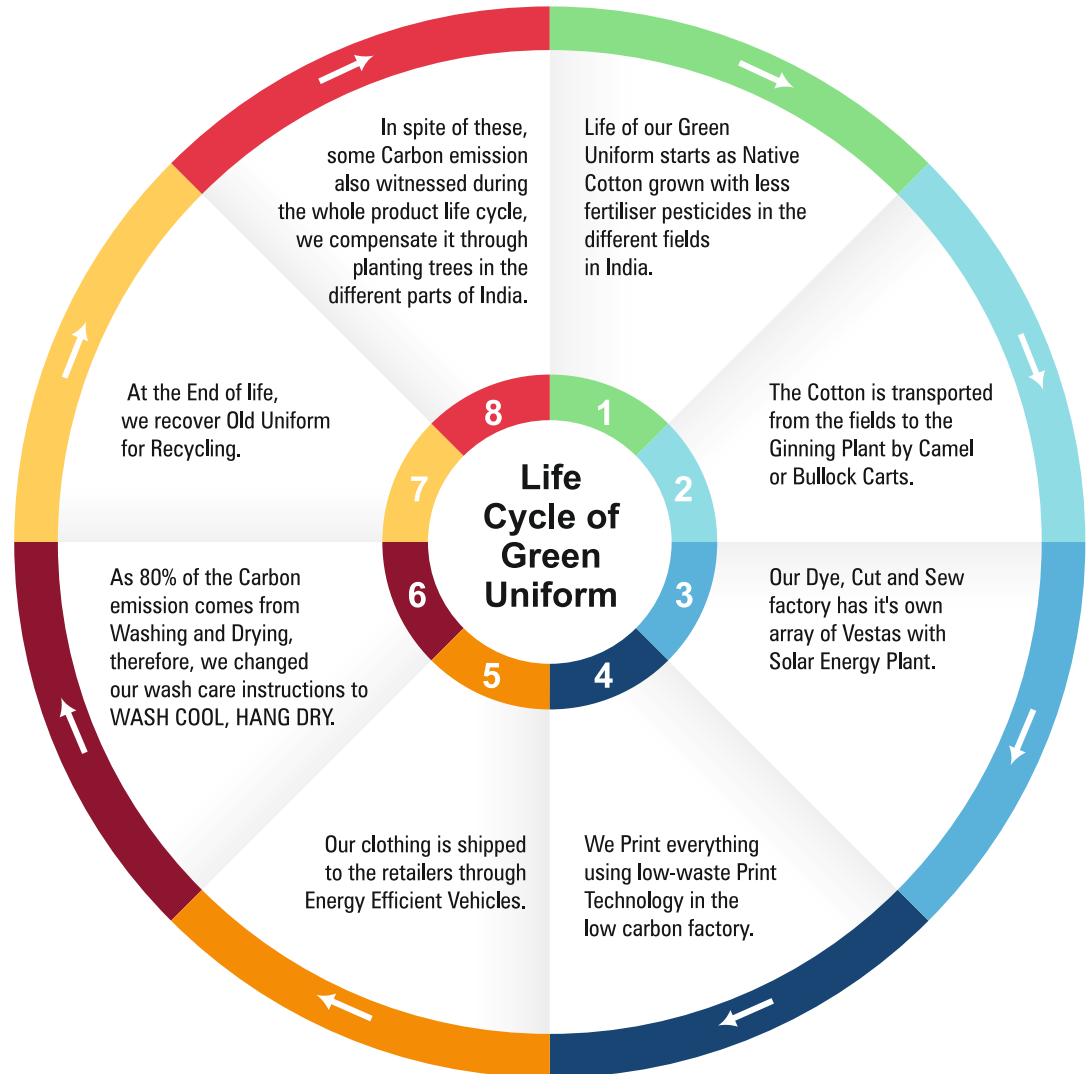 Life
Cycle of
Green
Uniform
1
Life of our Green
Uniform starts as Native
Cotton grown with less
fertiliser pesticides in the
different fields
in India.
2
The Cotton is transported
from the fields to the
Ginning Plant by Camel
or Bullock Carts.
3
Our Dye, Cut and Sew
factory has it's own
array of Vestas with
Solar Energy Plant.
4
We Print everything
using low-waste Print
Technology in the
low carbon factory.
5
Our clothing is shipped
to the retailers through
Energy Efficient Vehicles.
6
As 80% of the Carbon
emission comes from
Washing and Drying,
therefore, we changed
our wash care instructions to
WASH COOL, HANG DRY.
7
At the End of life,
we recover Old Uniform
for Recycling.
8
In spite of these,
some Carbon emission
also witnessed during
the whole product life cycle,
we compensate it through
planting trees in the
different parts of India.